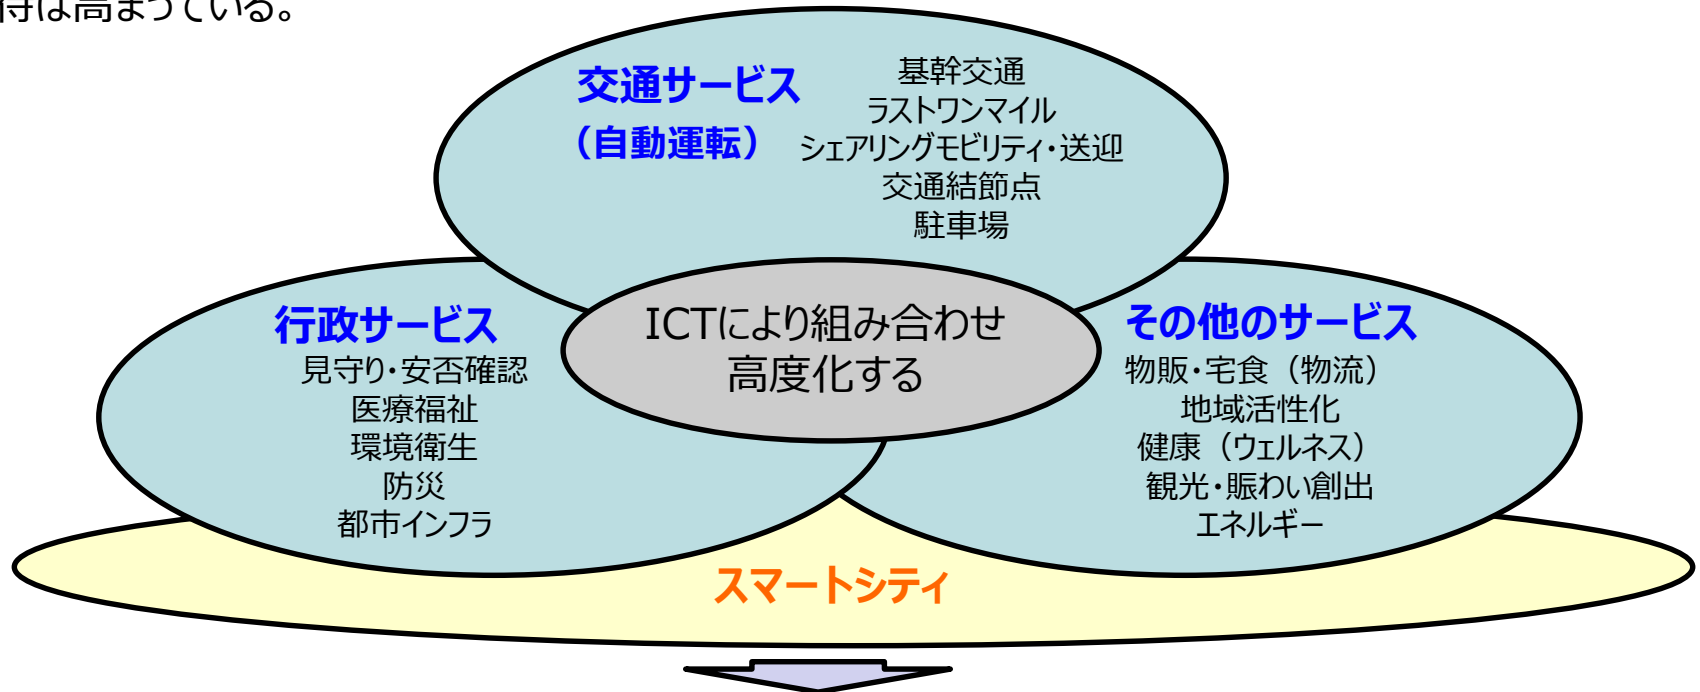 待は高まっている。
交通サービス
（自動運転）
基幹交通
ラストワンマイル
シェアリングモビリティ・送迎
交通結節点
駐車場
ICTにより組み合わせ
高度化する
行政サービス
見守り・安否確認
医療福祉
環境衛生
防災
都市インフラ
その他のサービス
物販・宅食（物流）
地域活性化
健康（ウェルネス）
観光・賑わい創出
エネルギー
スマートシティ